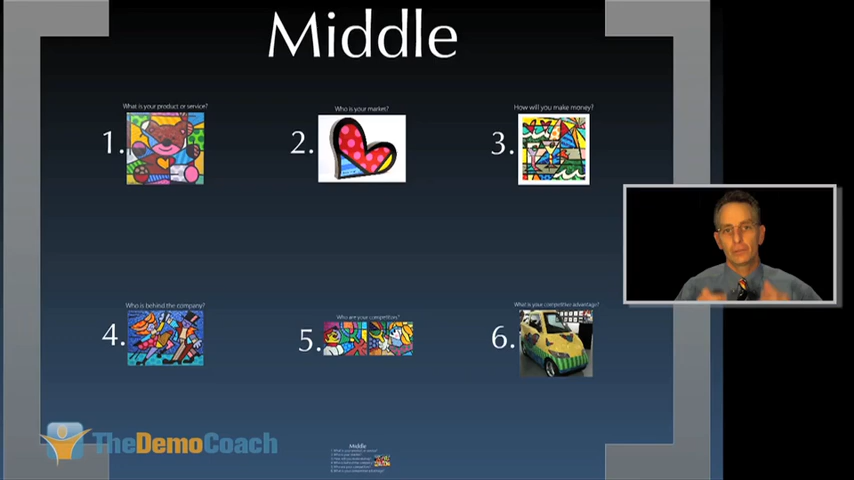 Middle
What is your product or service?
1.
Who is your market?
2.
How will you make money?
3.
Who is behind the company?
4.
Who are your competitors?
5.
What is your competitive advantage?
6.
TheDemoCoach
Middle